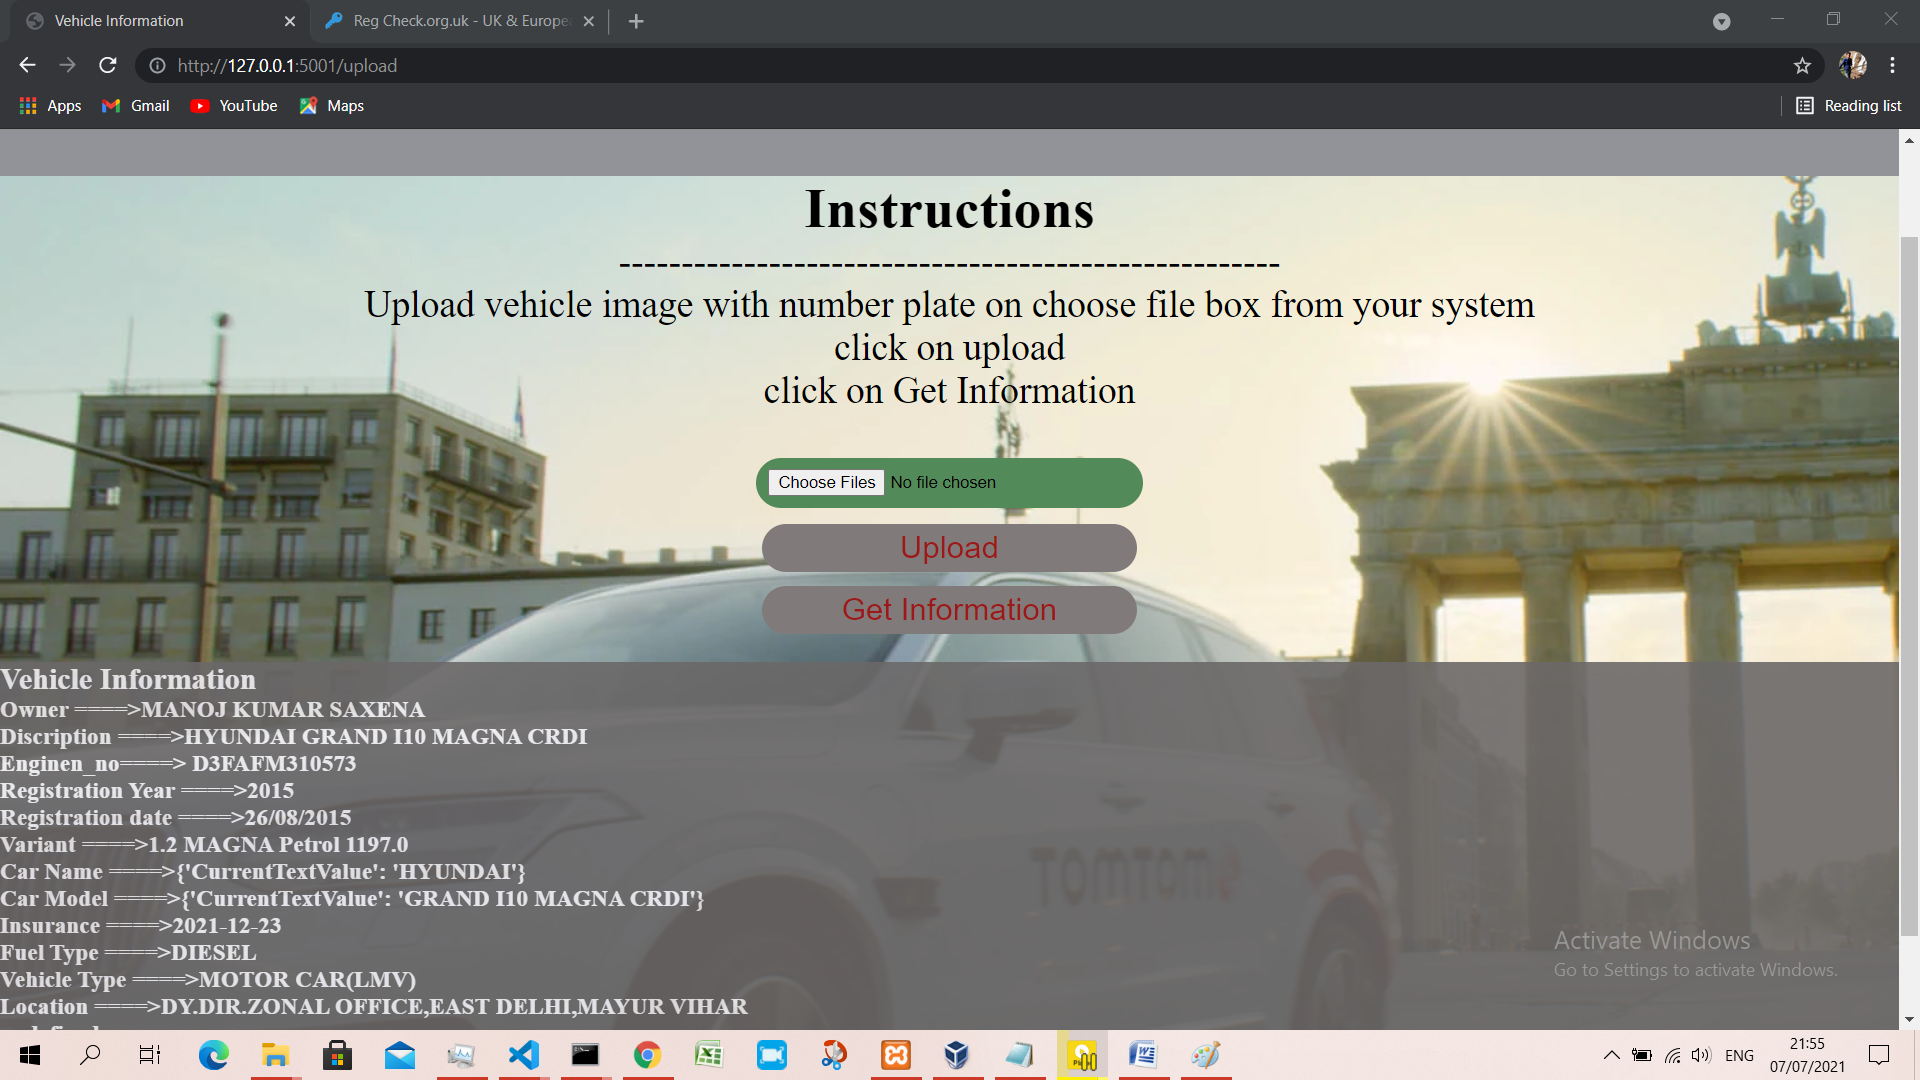 Vehicle Information
Reg Check.org.uk - UK & Europe
http://127.0.0.1:5001/upload
Apps
Gmail
YouTube
Maps
Reading list
Instructions
-----------------------------------------------------
Upload vehicle image with number plate on choose file box from your system
click on upload
click on Get Information
Choose Files No file chosen
Upload
Get Information
Vehicle Information
Owner ====>MANOJ KUMAR SAXENA
Discription ====>HYUNDAI GRAND I10 MAGNA CRDI
Enginen_no====> D3FAFM310573
Registration Year ====>2015
Registration date ====>26/08/2015
Variant ====>1.2 MAGNA Petrol 1197.0
Car Name ====>{'CurrentTextValue': 'HYUNDAI'}
Car Model ====>{'CurrentTextValue': 'GRAND I10 MAGNA CRDI'}
Insurance ====>2021-12-23
Fuel Type ====>DIESEL
Vehicle Type ====>MOTOR CAR(LMV)
Location ====>DY.DIR.ZONAL OFFICE,EAST DELHI,MAYUR VIHAR
TOMTOM
Activate Windows
Go to Settings to activate Windows.
ENG
21:55
07/07/2021